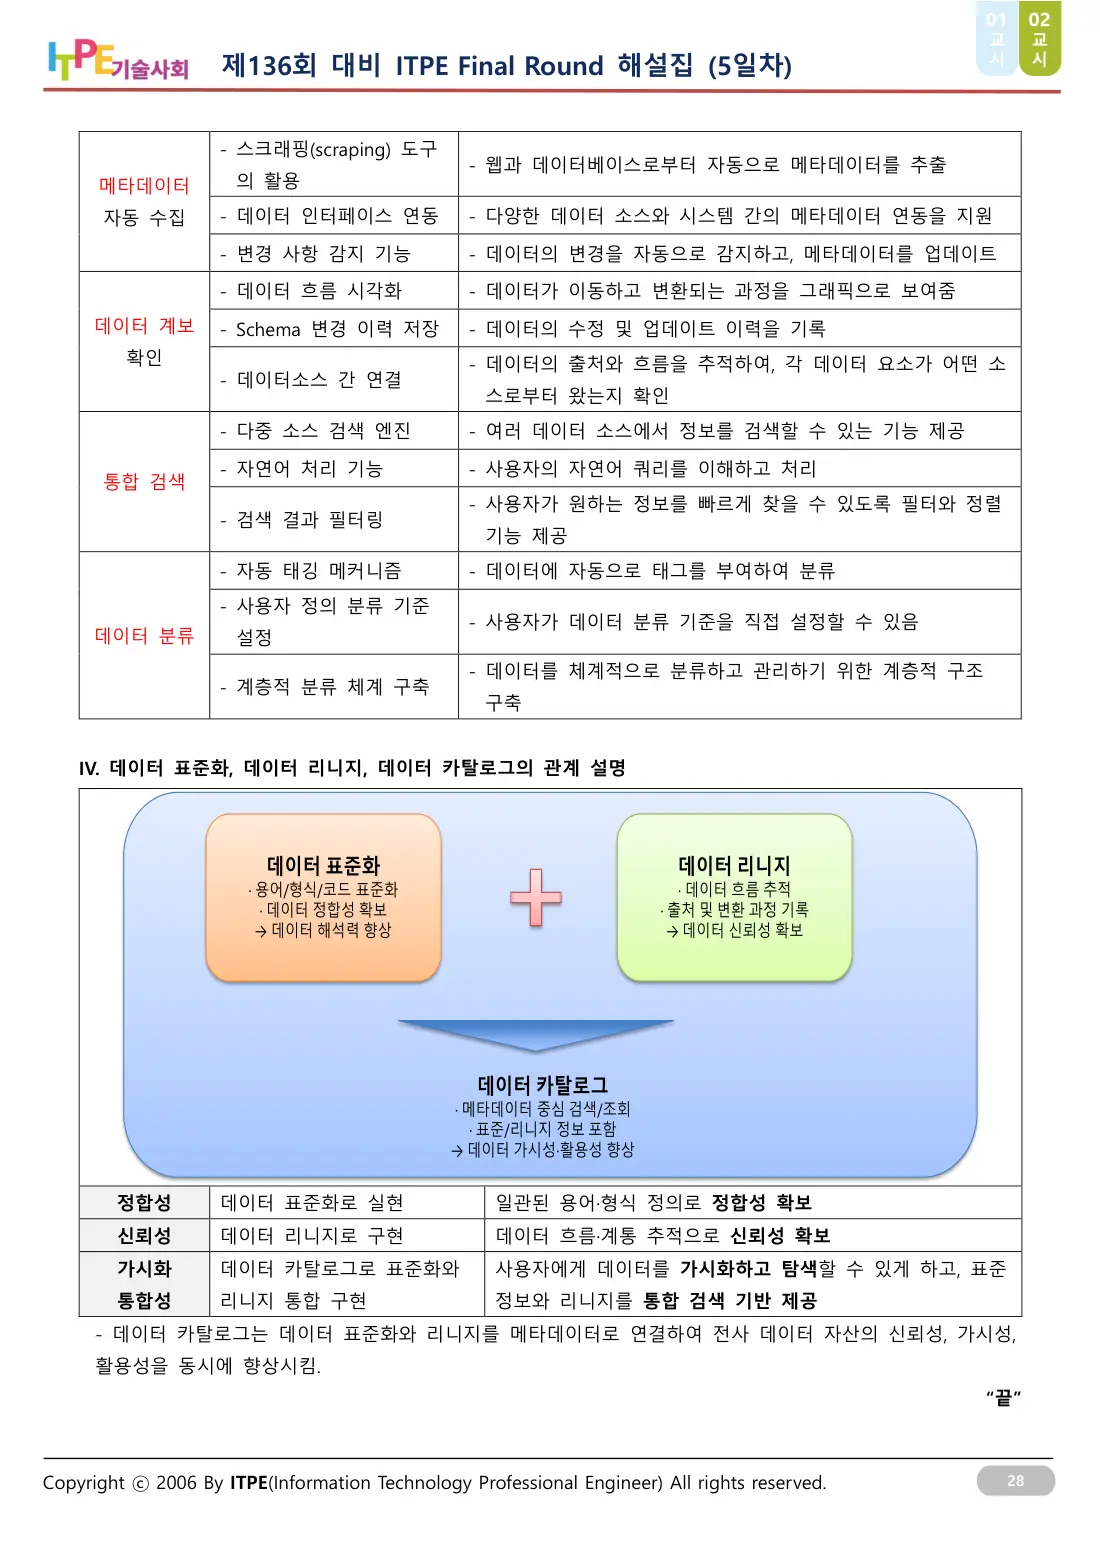 ITPE기술사회 제136회 대비 ITPE Final Round 해설집 (5일차)
01 교 시
02 교 시
메타데이터
자동 수집
- 스크래핑(scraping) 도구
의 활용
- 웹과 데이터베이스로부터 자동으로 메타데이터를 추출
- 데이터 인터페이스 연동
- 다양한 데이터 소스와 시스템 간의 메타데이터 연동을 지원
- 변경 사항 감지 기능
- 데이터의 변경을 자동으로 감지하고, 메타데이터를 업데이트
데이터 계보
확인
- 데이터 흐름 시각화
- 데이터가 이동하고 변환되는 과정을 그래픽으로 보여줌
- Schema 변경 이력 저장
- 데이터의 수정 및 업데이트 이력을 기록
- 데이터소스 간 연결
- 데이터의 출처와 흐름을 추적하여, 각 데이터 요소가 어떤 소
스로부터 왔는지 확인
통합 검색
- 다중 소스 검색 엔진
- 여러 데이터 소스에서 정보를 검색할 수 있는 기능 제공
- 자연어 처리 기능
- 사용자의 자연어 쿼리를 이해하고 처리
- 검색 결과 필터링
- 사용자가 원하는 정보를 빠르게 찾을 수 있도록 필터와 정렬
기능 제공
데이터 분류
- 자동 태깅 메커니즘
- 데이터에 자동으로 태그를 부여하여 분류
- 사용자 정의 분류 기준
설정
- 사용자가 데이터 분류 기준을 직접 설정할 수 있음
- 계층적 분류 체계 구축
- 데이터를 체계적으로 분류하고 관리하기 위한 계층적 구조
구축
IV. 데이터 표준화, 데이터 리니지, 데이터 카탈로그의 관계 설명
데이터 표준화
· 용어/형식/코드 표준화
· 데이터 정합성 확보
→ 데이터 해석력 향상
데이터 리니지
· 데이터 흐름 추적
· 출처 및 변환 과정 기록
→ 데이터 신뢰성 확보
데이터 카탈로그
· 메타데이터 중심 검색/조회
· 표준/리니지 정보 포함
→ 데이터 가시성·활용성 향상
정합성
데이터 표준화로 실현
일관된 용어·형식 정의로 정합성 확보
신뢰성
데이터 리니지로 구현
데이터 흐름·계통 추적으로 신뢰성 확보
가시화
통합성
데이터 카탈로그로 표준화와
리니지 통합 구현
사용자에게 데이터를 가시화하고 탐색할 수 있게 하고, 표준
정보와 리니지를 통합 검색 기반 제공
- 데이터 카탈로그는 데이터 표준화와 리니지를 메타데이터로 연결하여 전사 데이터 자산의 신뢰성, 가시성,
활용성을 동시에 향상시킴.
“끝”
Copyright ⓒ 2006 By ITPE(Information Technology Professional Engineer) All rights reserved.
28